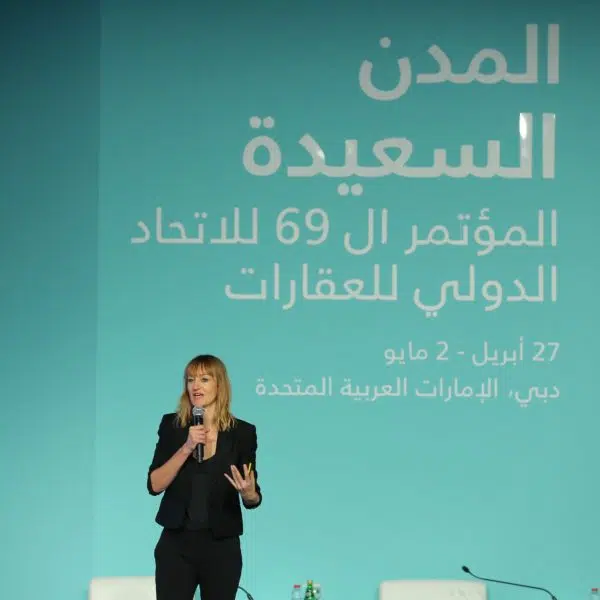 المدن
السعيدة
المؤتمر ال 69 للاتحاد
الدولي للعقارات
27 أبريل - 2 مايو
دبي، الإمارات العربية المتحدة